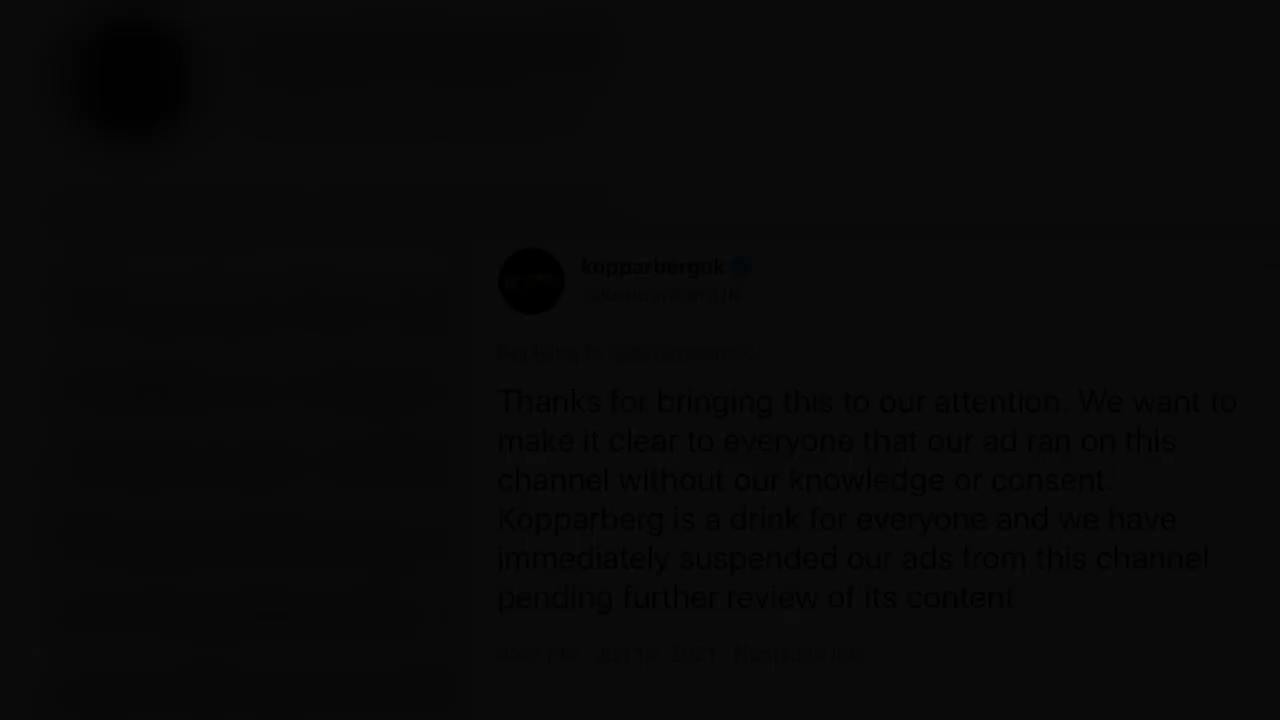 kopparberguk
@KopparbergUK
Thanks for bringing this to our attention. We want to
make it clear to everyone that our ad ran on this
channel without our knowledge or consent.
Kopparberg is a drink for everyone and we have
immediately suspended our ads from this channel
pending further review of its content